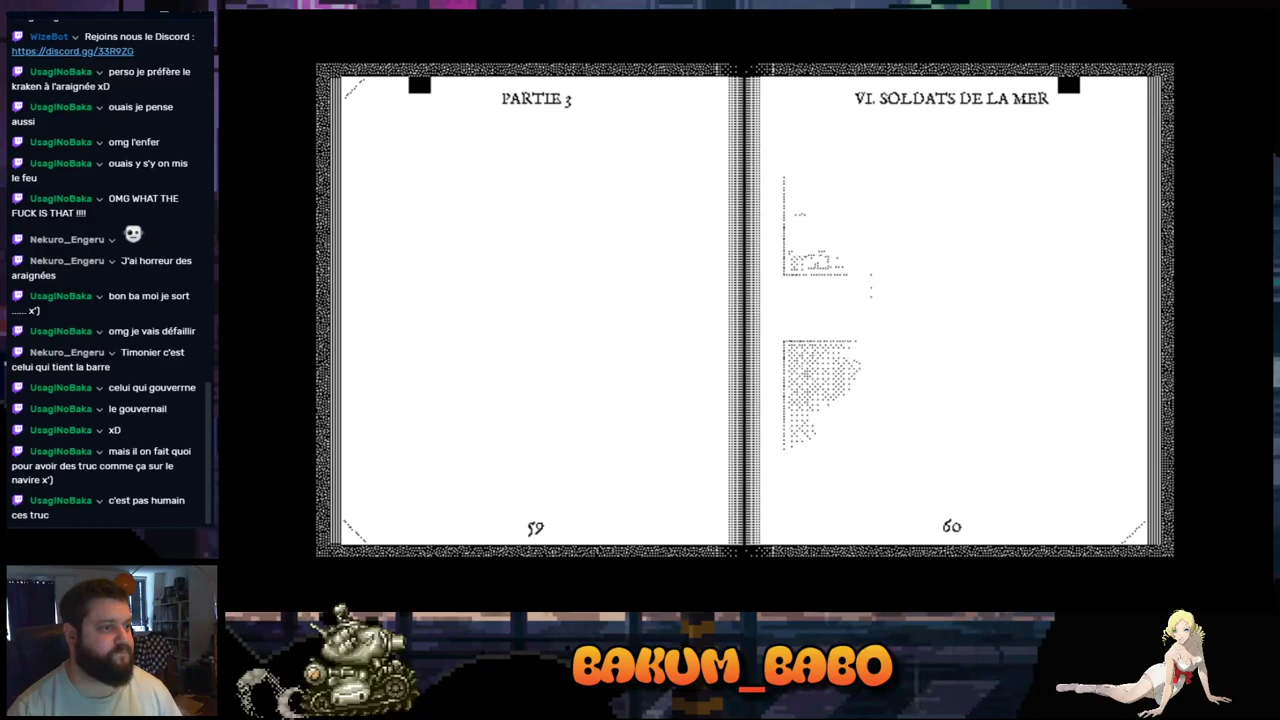 WizeBot Rejoins nous le Discord :
https://discord.gg/33R9ZG
UsagiNoBaka perso je préfère le
kraken à l'araignée xD
UsagiNoBaka ouais je pense
aussi
UsagiNoBaka omg l'enfer
UsagiNoBaka ouais y s'y on mis
le feu
UsagiNoBaka OMG WHAT THE
FUCK IS THAT !!!!
Nekuro_Engeru
Nekuro_Engeru J'ai horreur des
araignées
UsagiNoBaka bon ba moi je sort
...... x')
UsagiNoBaka omg je vais défaillir
Nekuro_Engeru Timonier c'est
celui qui tient la barre
UsagiNoBaka celui qui gouverrne
UsagiNoBaka le gouvernail
UsagiNoBaka xD
UsagiNoBaka mais il on fait quoi
pour avoir des truc comme ça sur le
navire x')
UsagiNoBaka c'est pas humain
ces truc
PARTIE 3
59
VI. SOLDATS DE LA MER
60
BAKUM_BABO